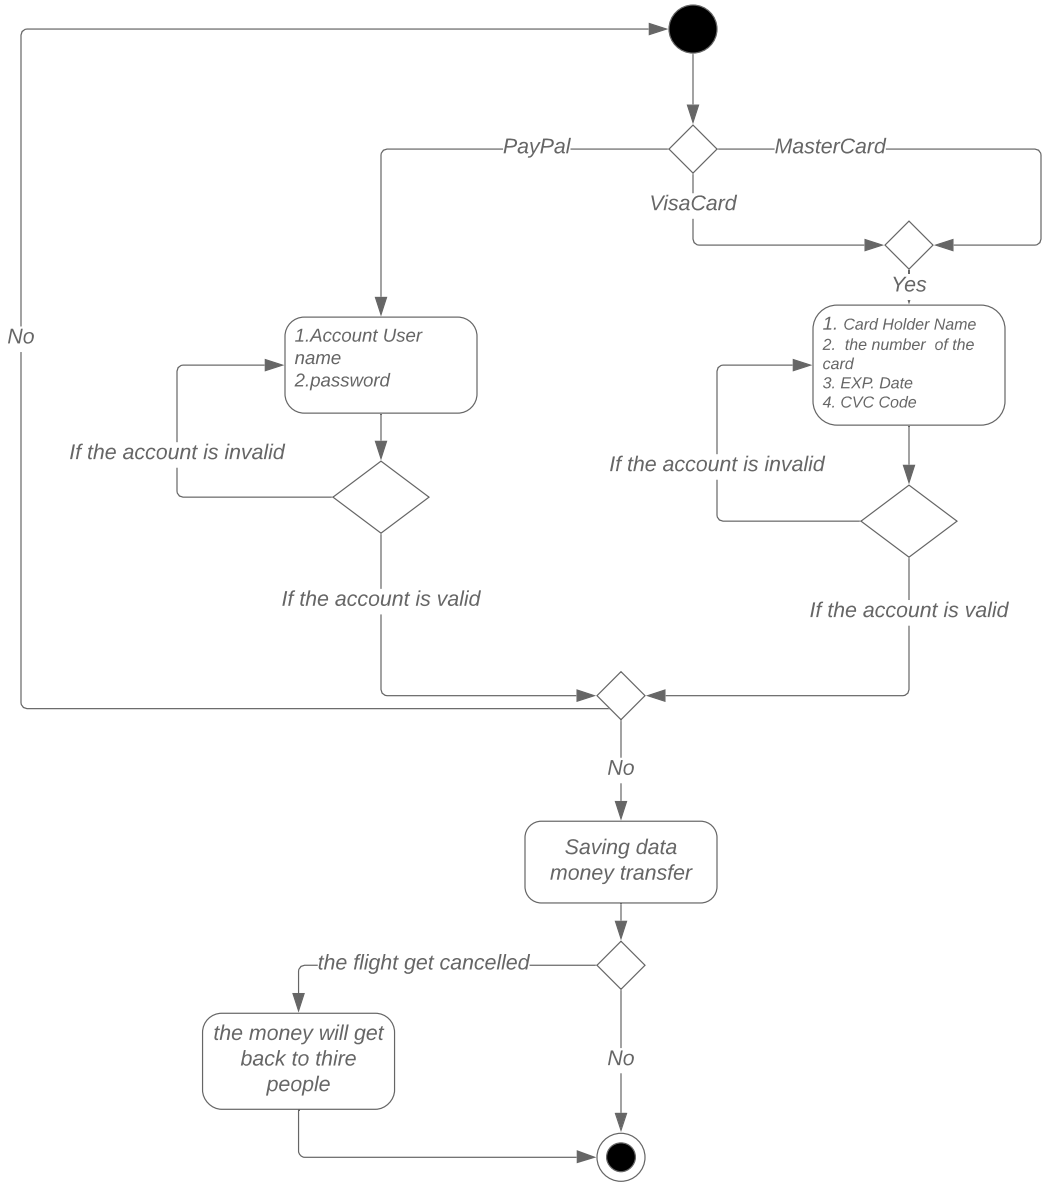 PayPal
MasterCard
VisaCard
Yes
No
1.Account User
name
2.password
1. Card Holder Name
2.  the number  of the
card
3. EXP. Date
4. CVC Code
If the account is invalid
If the account is invalid
If the account is valid
If the account is valid
No
Saving data
money transfer
the flight get cancelled
the money will get
back to thire
people
No